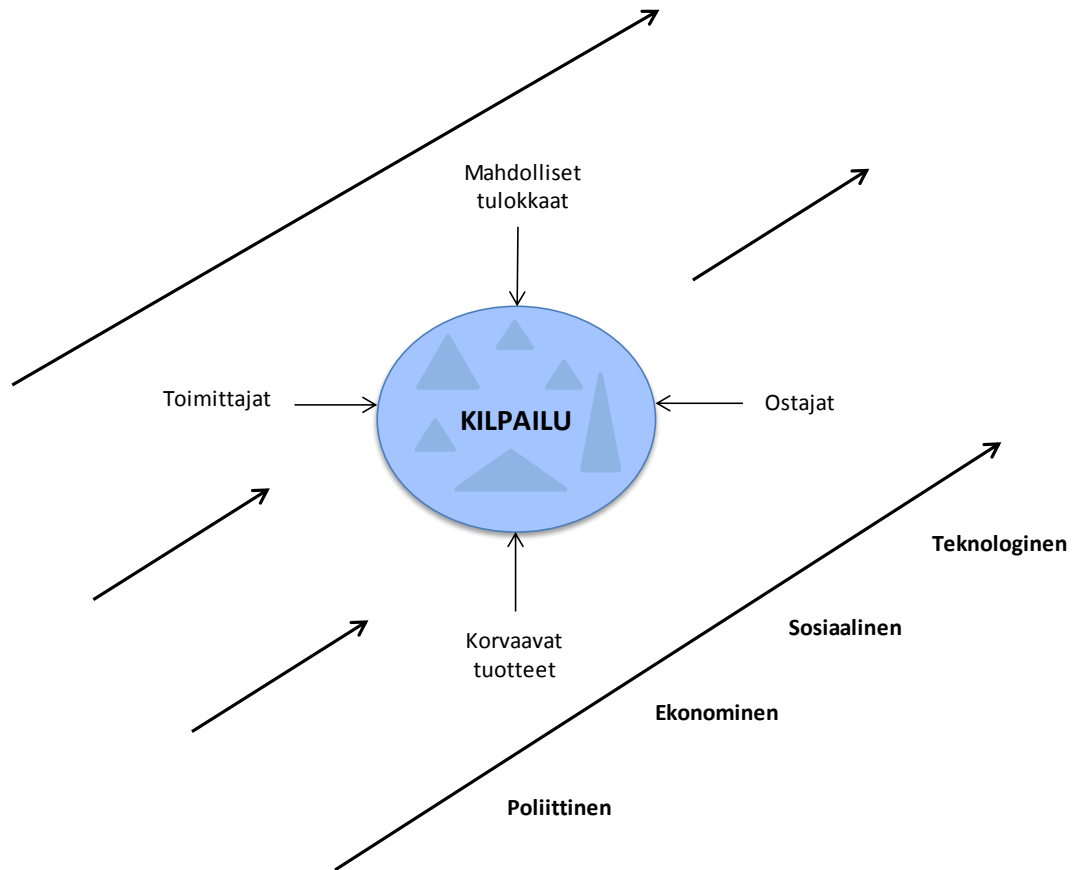 Mahdolliset
tulokkaat
Toimittajat
KILPAILU
Ostajat
Teknologinen
Sosiaalinen
Korvaavat
tuotteet
Ekonominen
Poliittinen